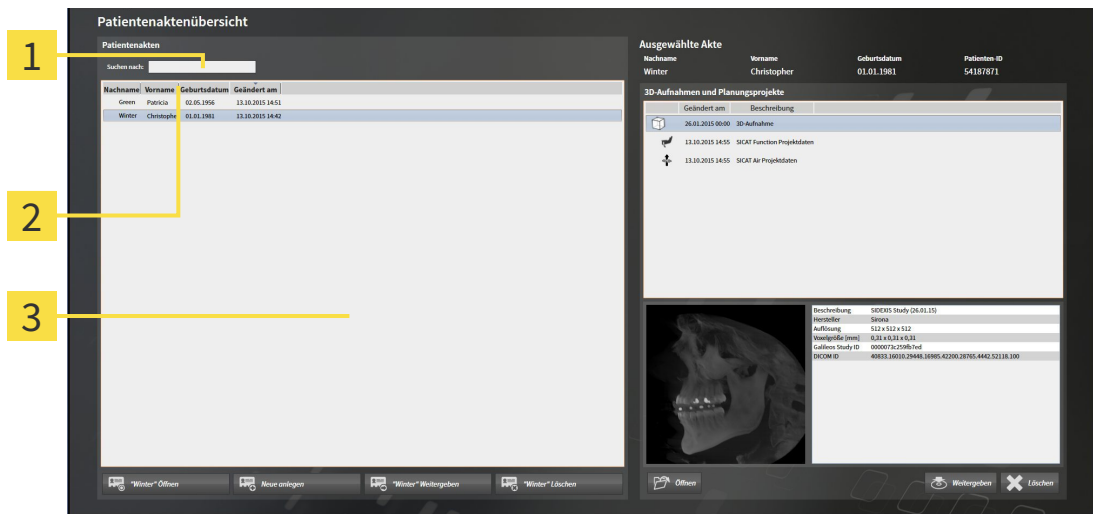 Patientenaktenübersicht
1
Patientenakten
Suchen nach:
Nachname Vorname Geburtsdatum Geändert am
Green Patricia 02.05.1956 13.10.2015 14:51
Winter Christophe 01.01.1981 13.10.2015 14:42
2
3
"Winter" Öffnen
Neue anlegen
"Winter" Weitergeben
"Winter" Löschen
Ausgewählte Akte
Nachname Vorname Geburtsdatum Patienten-ID
Winter Christopher 01.01.1981 54187871
3D-Aufnahmen und Planungsprojekte
Geändert am Beschreibung
26.01.2015 00:00 3D-Aufnahme
13.10.2015 14:55 SICAT Function Projektdaten
13.10.2015 14:55 SICAT Air Projektdaten
Beschreibung SIDEXIS Study (26.01.15)
Hersteller Sirona
Auflösung 512 x 512 x 512
Voxelgröße [mm] 0,31 x 0,31 x 0,31
Galileos Study ID 0000073c259fb7ed
DICOM ID 40833.16010.29448.16985.42200.28765.4442.52118.100
Öffnen
Weitergeben
Löschen